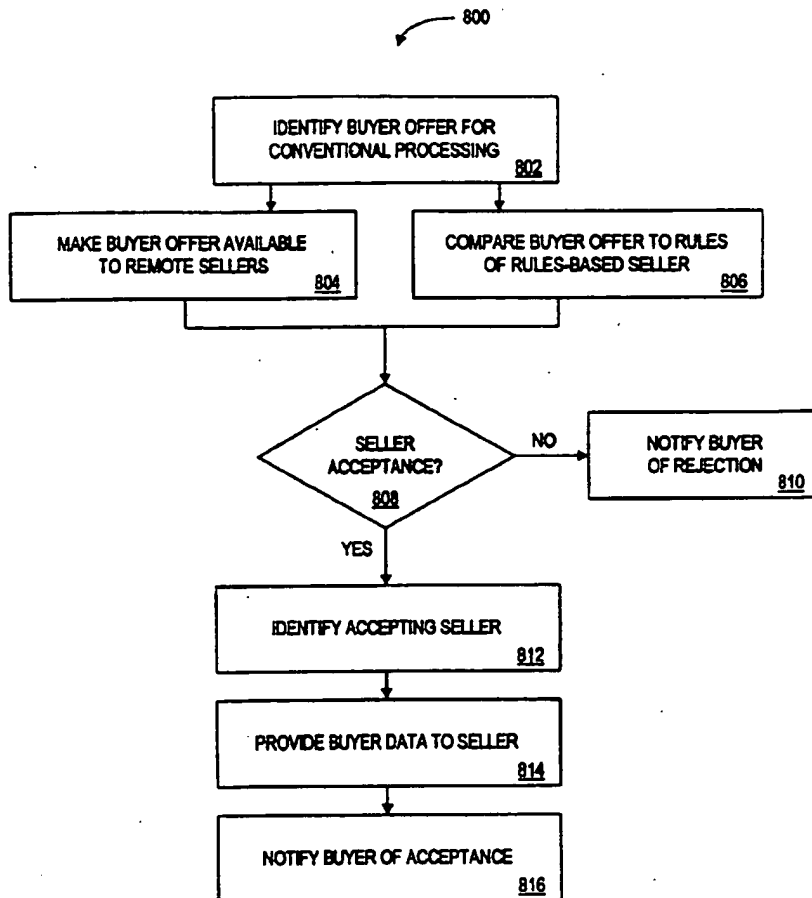 800
IDENTIFY BUYER OFFER FOR
CONVENTIONAL PROCESSING
802
MAKE BUYER OFFER AVAILABLE
TO REMOTE SELLERS
804
COMPARE BUYER OFFER TO RULES
OF RULES-BASED SELLER
806
SELLER
ACCEPTANCE?
808
NO
NOTIFY BUYER
OF REJECTION
810
YES
IDENTIFY ACCEPTING SELLER
812
PROVIDE BUYER DATA TO SELLER
814
NOTIFY BUYER OF ACCEPTANCE
816